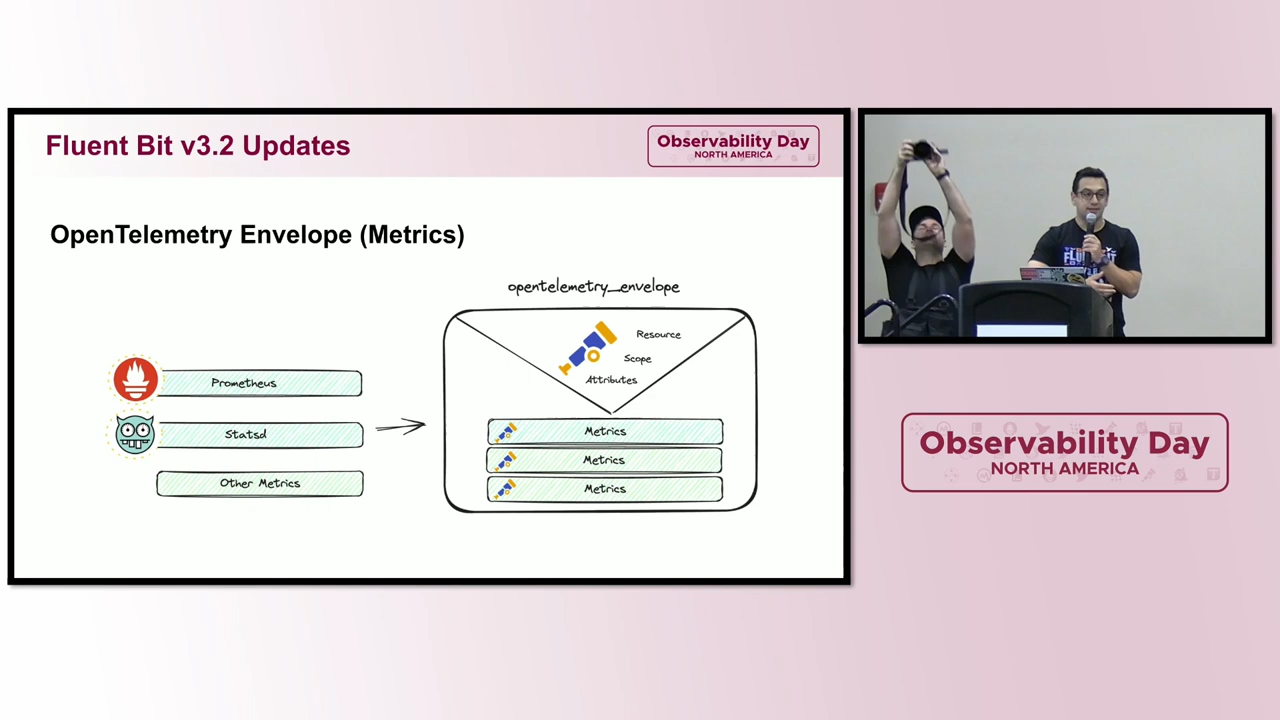 Fluent Bit v3.2 Updates
Observability Day
NORTH AMERICA
OpenTelemetry Envelope (Metrics)
opentelemetry_envelope
Resource
Scope
Attributes
Prometheus
Statsd
Other Metrics
Metrics
Metrics
Metrics
Observability Day
NORTH AMERICA